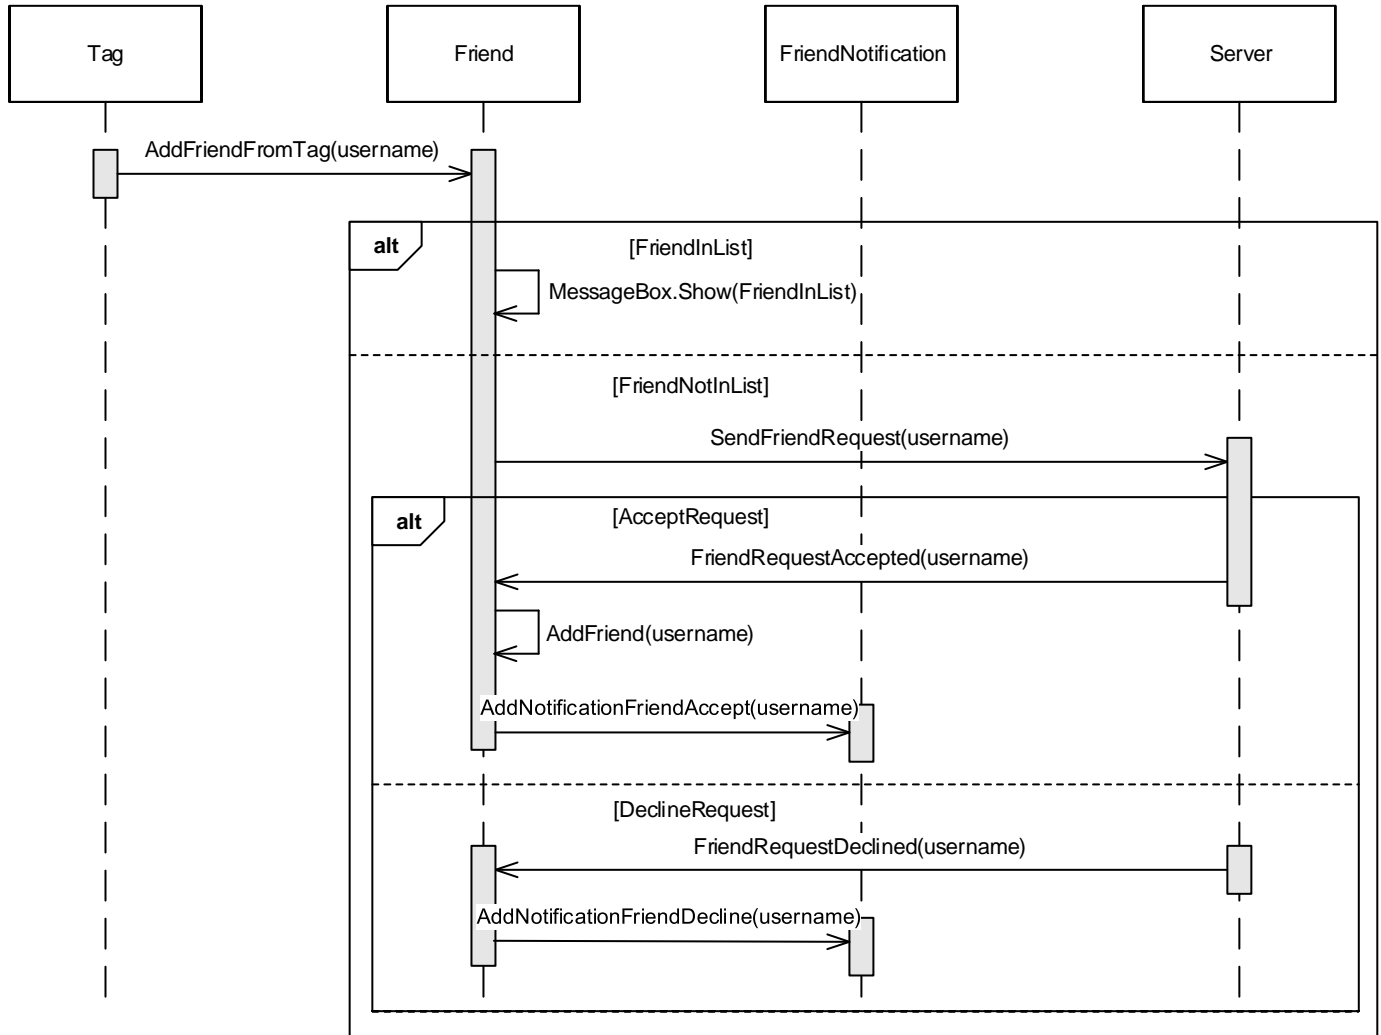 Tag
Friend
FriendNotification
Server
AddFriendFromTag(username)
alt
[FriendInList]
MessageBox.Show(FriendInList)
[FriendNotInList]
SendFriendRequest(username)
alt
[AcceptRequest]
FriendRequestAccepted(username)
AddFriend(username)
AddNotificationFriendAccept(username)
[DeclineRequest]
FriendRequestDeclined(username)
AddNotificationFriendDecline(username)